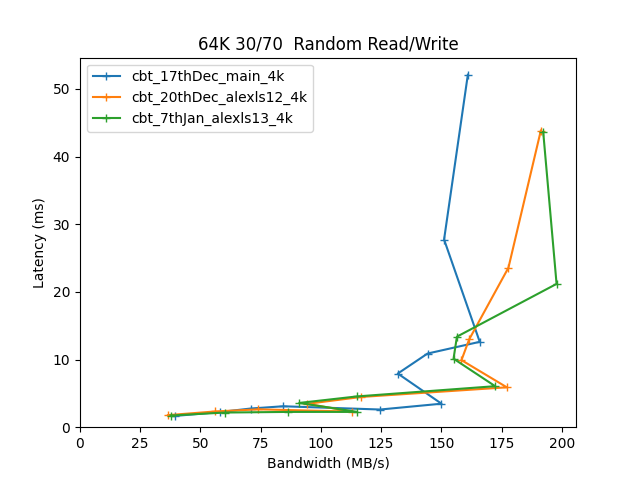 64K 30/70  Random Read/Write
cbt_17thDec_main_4k
cbt_20thDec_alexls12_4k
cbt_7thJan_alexls13_4k
50
40
30
20
10
0
Latency (ms)
0 25 50 75 100 125 150 175 200
Bandwidth (MB/s)